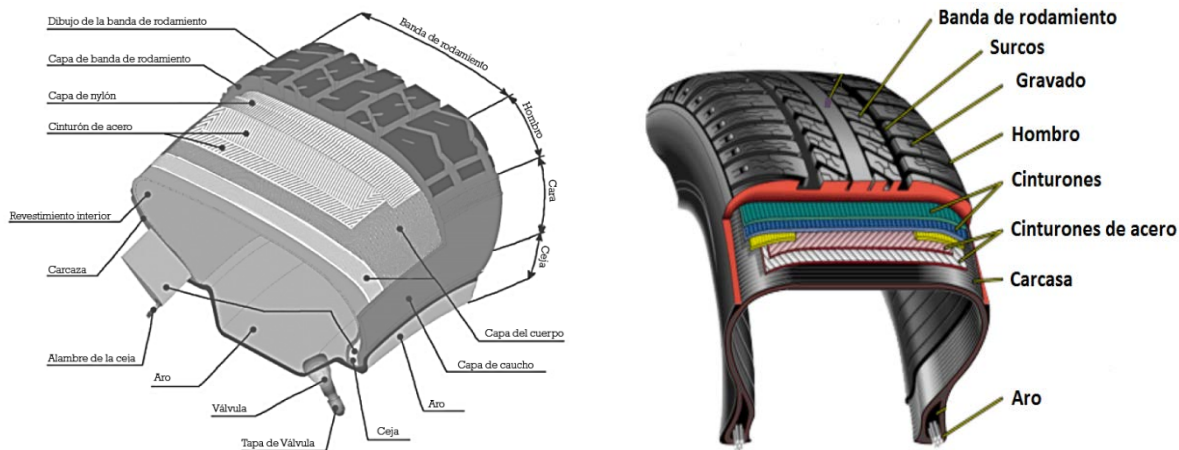 Dibujo de la banda de rodamiento
Capa de banda de rodamiento
Capa de nylón
Cinturón de acero
Revestimiento interior
Carcaza
Alambre de la ceja
Aro
Válvula
Tapa de Válvula
Ceja
Aro
Capa de caucho
Capa del cuerpo
Banda de rodamiento
Hombro
Cara
Ceja
Banda de rodamiento
Surcos
Gravado
Hombro
Cinturones
Cinturones de acero
Carcasa
Aro